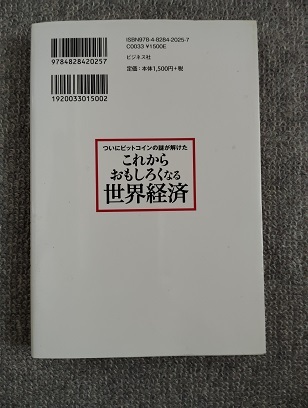 9784828420257
1920033015002
ISBN978-4-8284-2025-7
C0033 ¥1500E
ビジネス社
定価：本体1,500円+税
ついにビットコインの謎が解けた
これから
おもしろくなる
世界経済